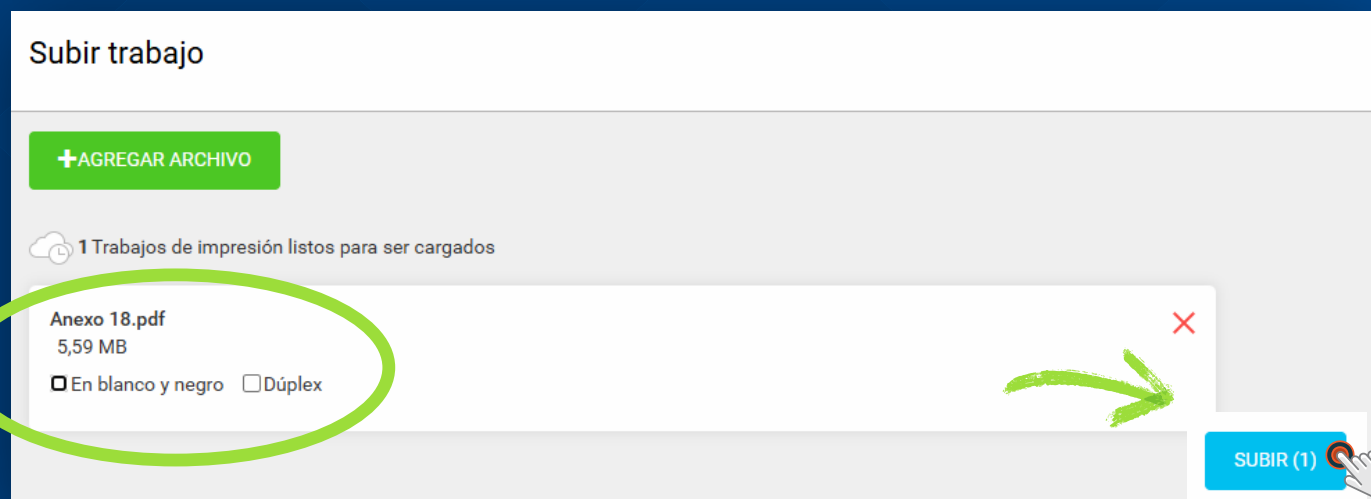 Subir trabajo
+AGREGAR ARCHIVO
1 Trabajos de impresión listos para ser cargados
Anexo 18.pdf
5,59 MB
En blanco y negro Dúplex
SUBIR (1)